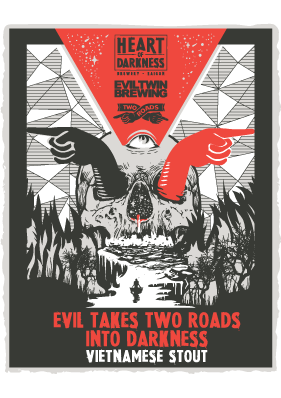 HEART
OF
DARKNESS
BREWERY • SAIGON
EVILTWIN
BREWING
TWO ROADS
EVIL TAKES TWO ROADS
INTO DARKNESS
VIETNAMESE STOUT